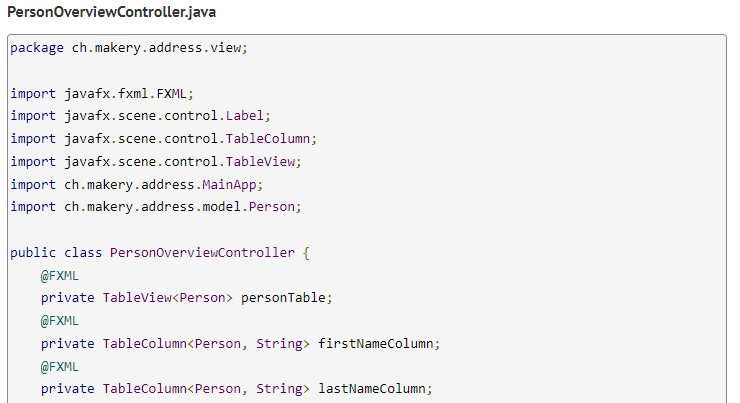 PersonOverviewController.java
package ch.makery.address.view;
import javafx.fxml.FXML;
import javafx.scene.control.Label;
import javafx.scene.control.TableColumn;
import javafx.scene.control.TableView;
import ch.makery.address.MainApp;
import ch.makery.address.model.Person;
public class PersonOverviewController {
@FXML
private TableView<Person> personTable;
@FXML
private TableColumn<Person, String> firstNameColumn;
@FXML
private TableColumn<Person, String> lastNameColumn;